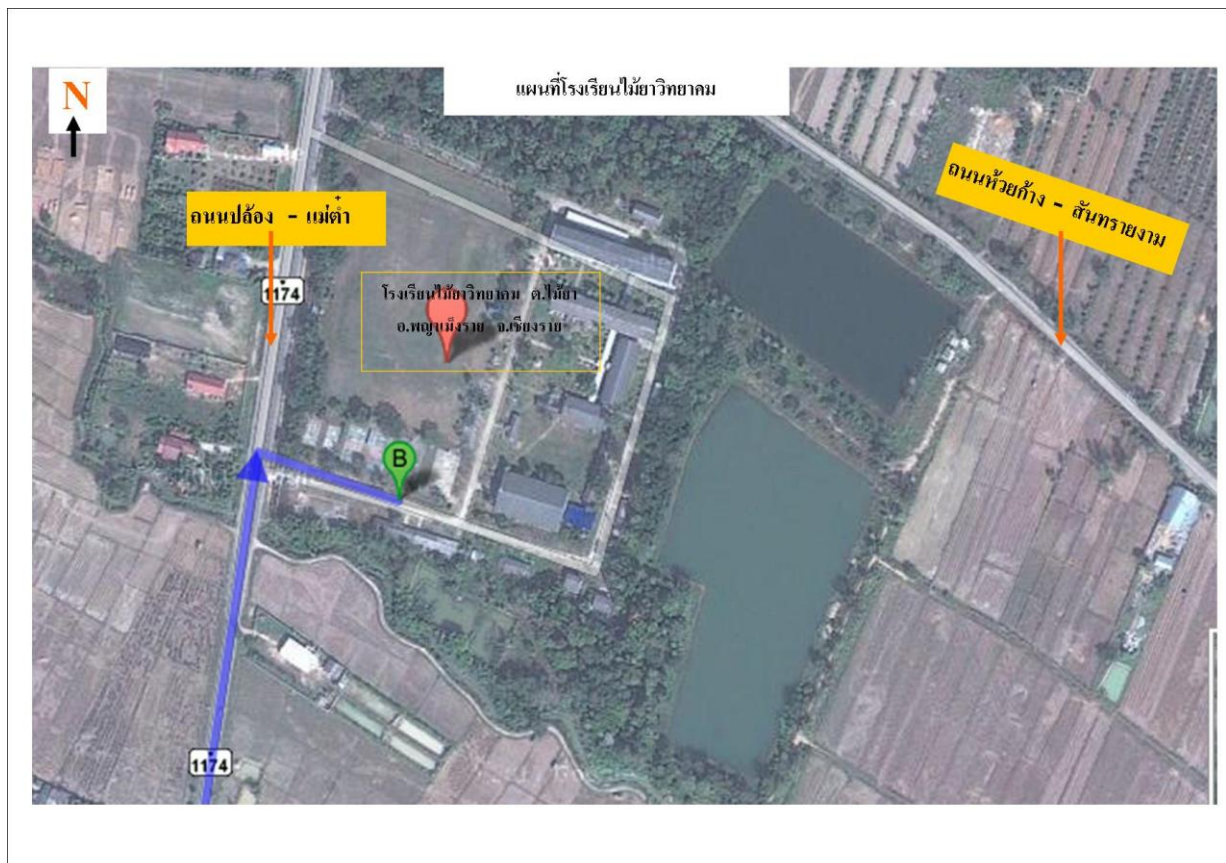 แผนที่โรงเรียนไม้ยาวิทยาคม
N
ถนนปล้อง - แม่ต๋ำ
ถนนห้วยก้าง - สันทรายงาม
1174
โรงเรียนไม้ยาวิทยาคม ต.ไม้ยา
อ.พญาเม็งราย จ.เชียงราย
B
1174